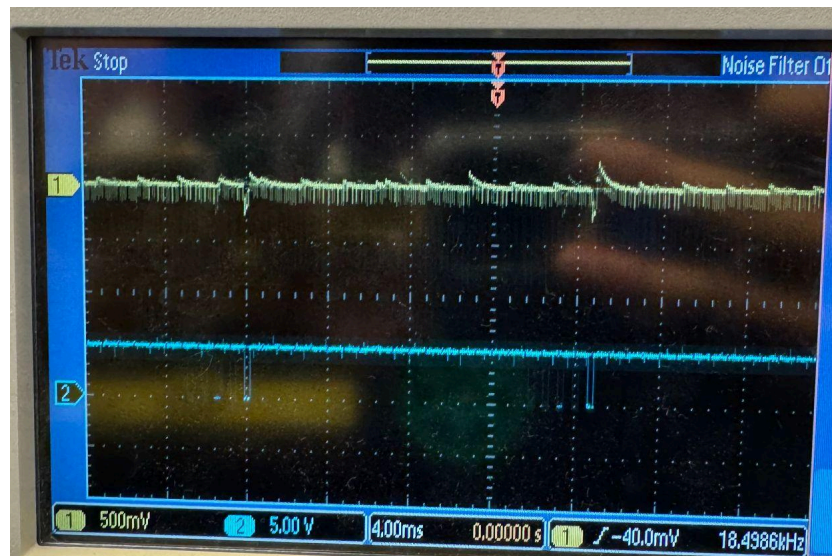 Tek Stop Noise Filter O
1
2
1 500mV 2 5.00 V 4.00ms 0.00000 s 1 -40.0mV 18.4986kHz